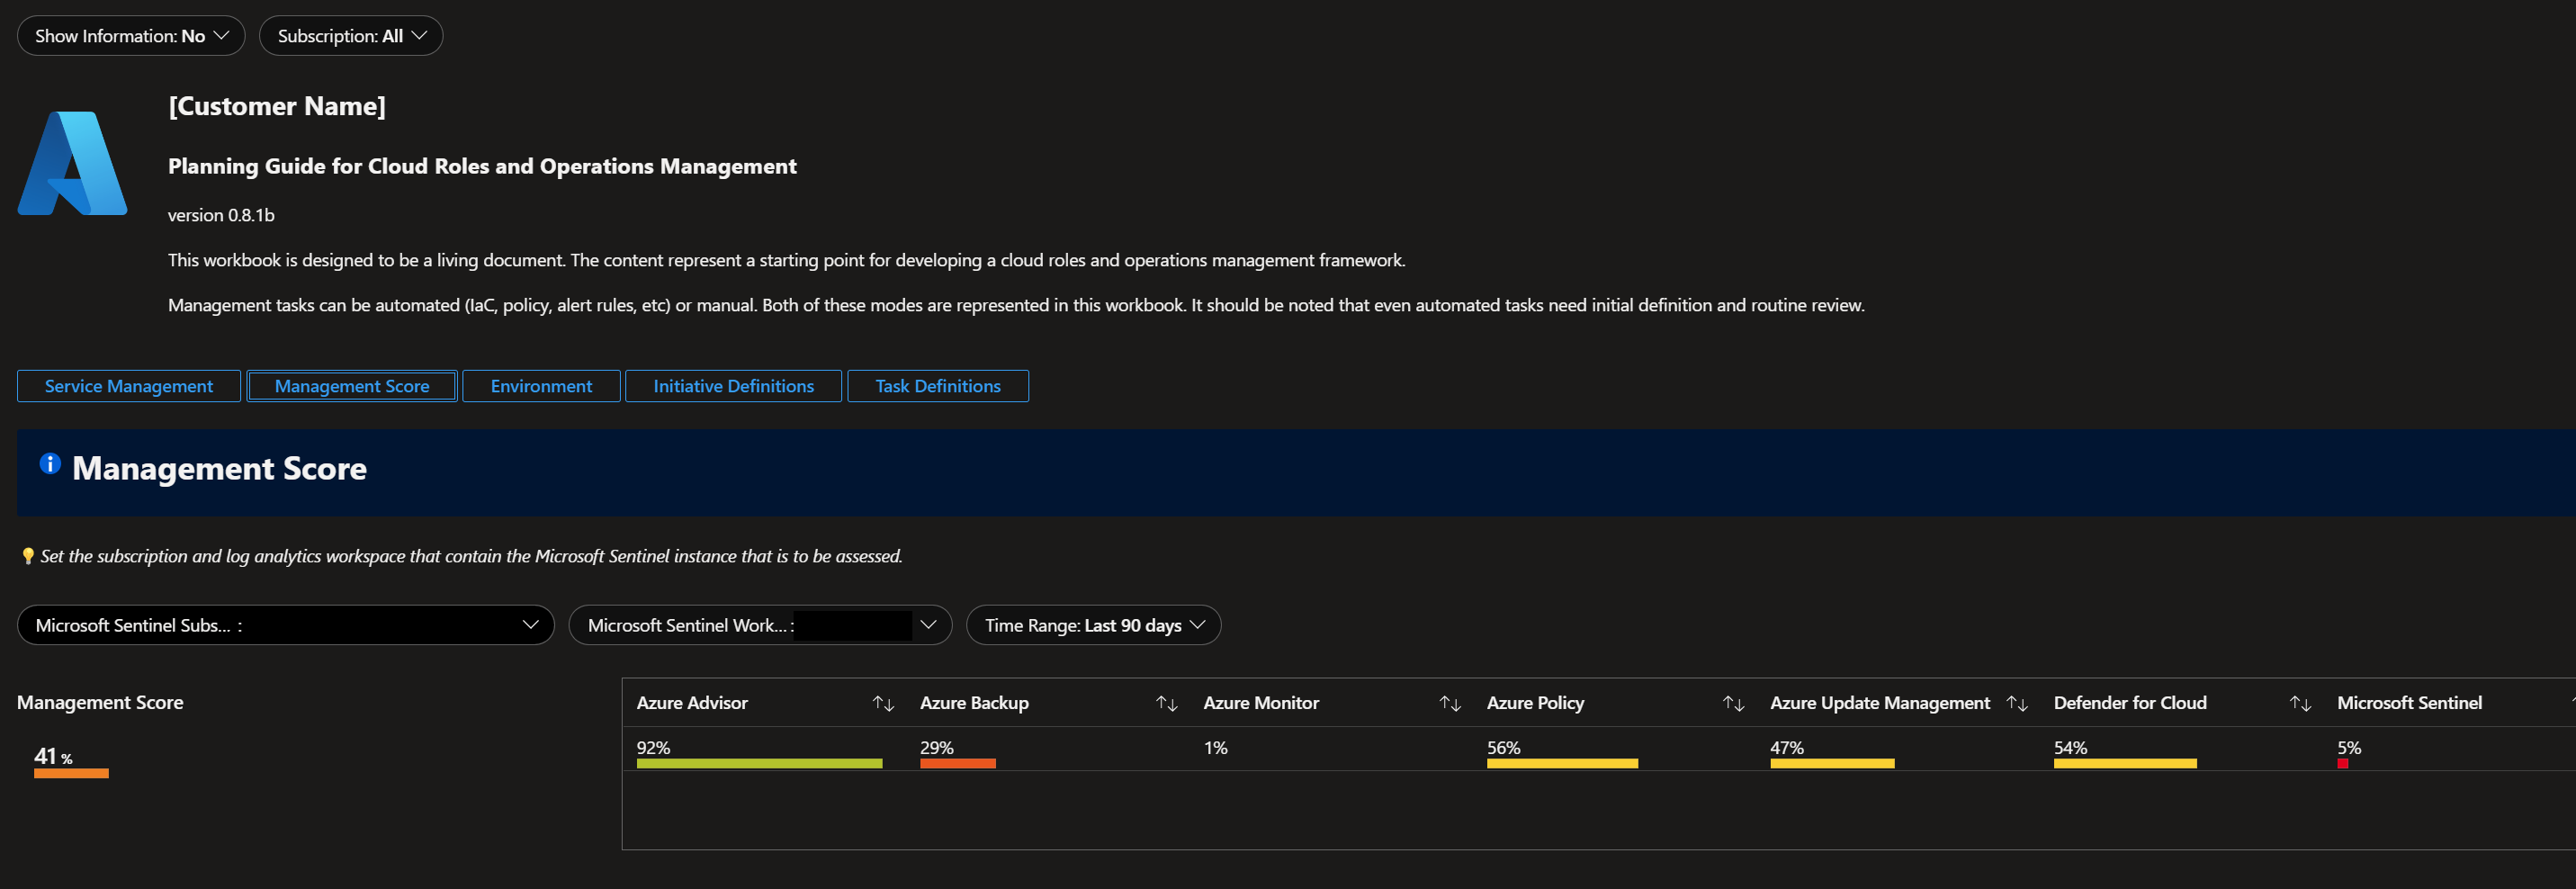 Show Information: No
Subscription: All
[Customer Name]
Planning Guide for Cloud Roles and Operations Management
version 0.8.1b
This workbook is designed to be a living document. The content represent a starting point for developing a cloud roles and operations management framework.
Management tasks can be automated (IaC, policy, alert rules, etc) or manual. Both of these modes are represented in this workbook. It should be noted that even automated tasks need initial definition and routine review.
Service Management
Management Score
Environment
Initiative Definitions
Task Definitions
Management Score
Set the subscription and log analytics workspace that contain the Microsoft Sentinel instance that is to be assessed.
Microsoft Sentinel Subs... :
Microsoft Sentinel Work... :
Time Range: Last 90 days
Management Score
41 %
Azure Advisor
Azure Backup
Azure Monitor
Azure Policy
Azure Update Management
Defender for Cloud
Microsoft Sentinel
92%
29%
1%
56%
47%
54%
5%